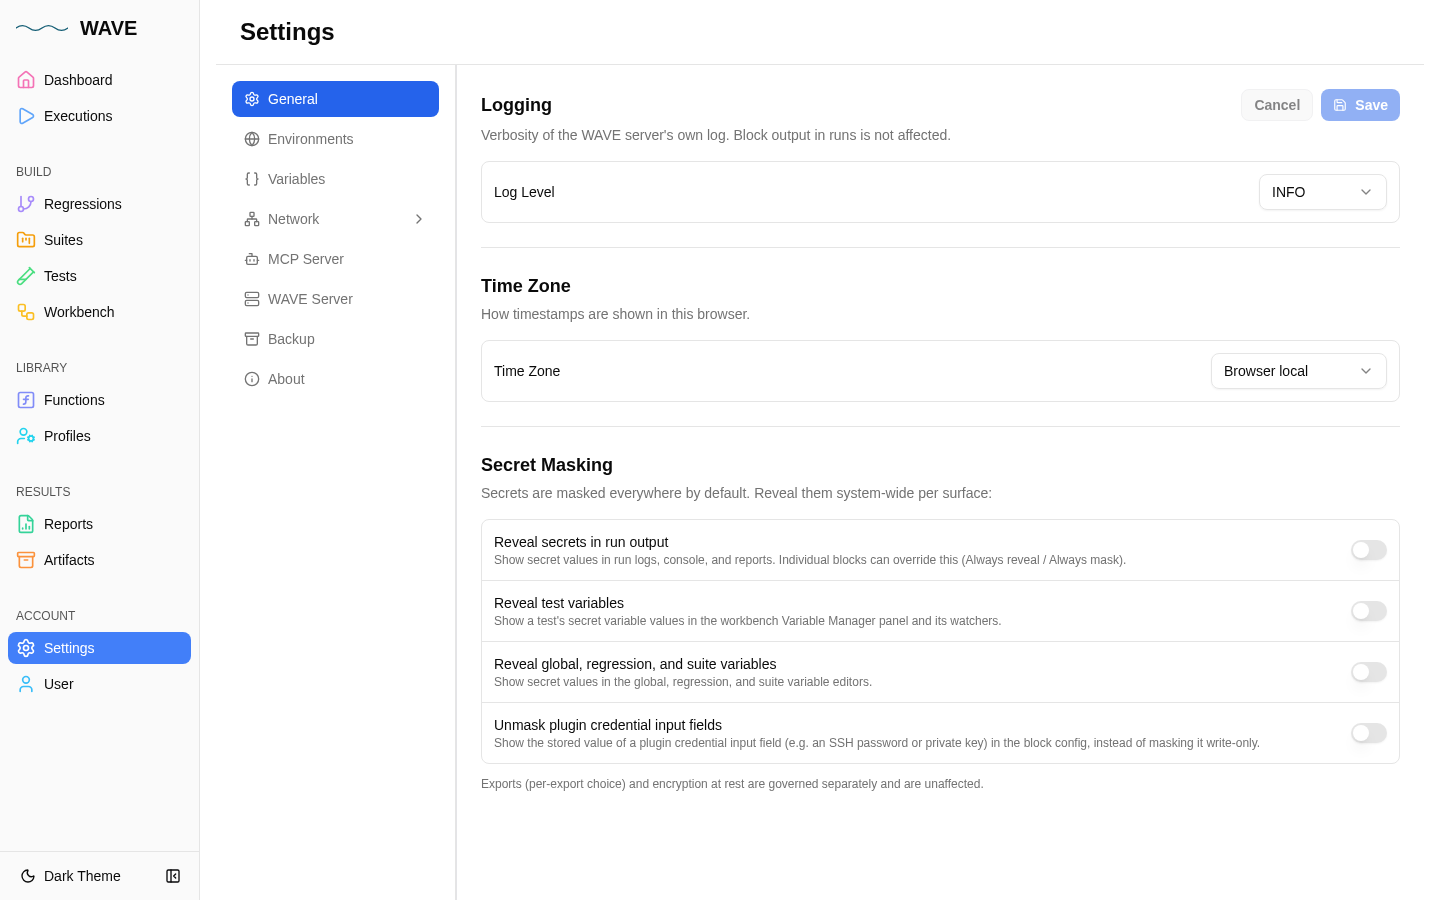 WAVE
Dashboard
Executions
BUILD
Regressions
Suites
Tests
Workbench
LIBRARY
Functions
Profiles
RESULTS
Reports
Artifacts
ACCOUNT
Settings
User
Dark Theme
Settings
General
Environments
Variables
Network
MCP Server
WAVE Server
Backup
About
Logging
Cancel
Save
Verbosity of the WAVE server's own log. Block output in runs is not affected.
Log Level
INFO
Time Zone
How timestamps are shown in this browser.
Time Zone
Browser local
Secret Masking
Secrets are masked everywhere by default. Reveal them system-wide per surface:
Reveal secrets in run output
Show secret values in run logs, console, and reports. Individual blocks can override this (Always reveal / Always mask).
Reveal test variables
Show a test's secret variable values in the workbench Variable Manager panel and its watchers.
Reveal global, regression, and suite variables
Show secret values in the global, regression, and suite variable editors.
Unmask plugin credential input fields
Show the stored value of a plugin credential input field (e.g. an SSH password or private key) in the block config, instead of masking it write-only.
Exports (per-export choice) and encryption at rest are governed separately and are unaffected.